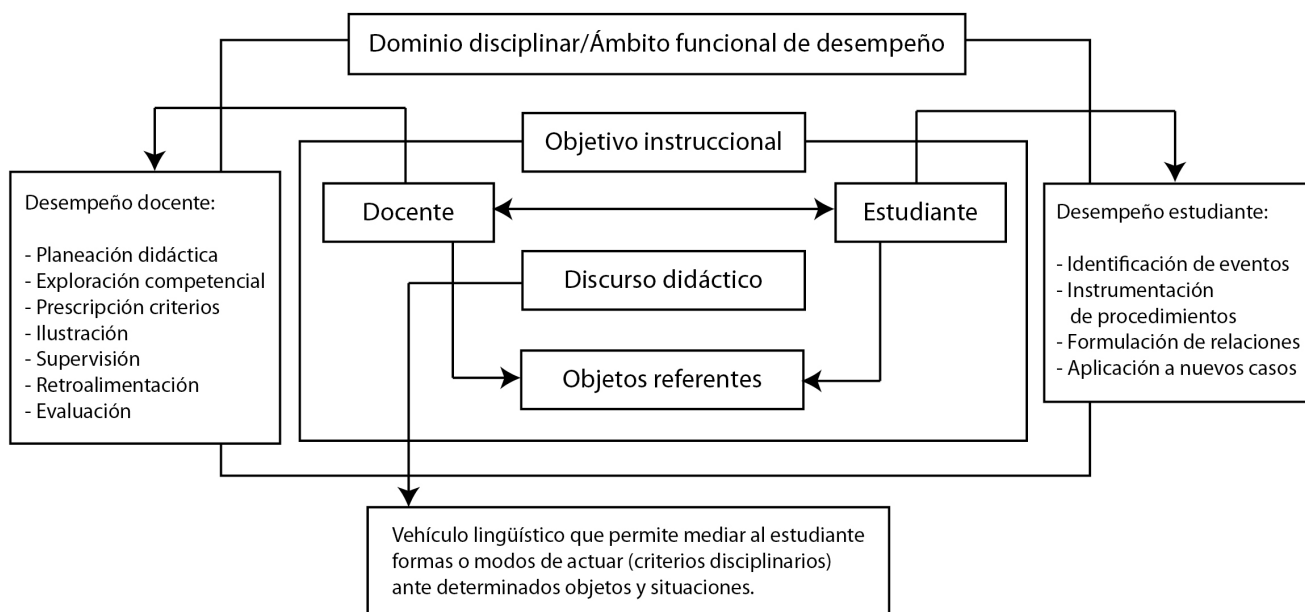 Dominio disciplinar/Ámbito funcional de desempeño
Objetivo instruccional
Desempeño docente:
- Planeación didáctica
- Exploración competencial
- Prescripción criterios
- Ilustración
- Supervisión
- Retroalimentación
- Evaluación
Docente
Estudiante
Discurso didáctico
Objetos referentes
Desempeño estudiante:
- Identificación de eventos
- Instrumentación
de procedimientos
- Formulación de relaciones
- Aplicación a nuevos casos
Vehículo lingüístico que permite mediar al estudiante
formas o modos de actuar (criterios disciplinarios)
ante determinados objetos y situaciones.